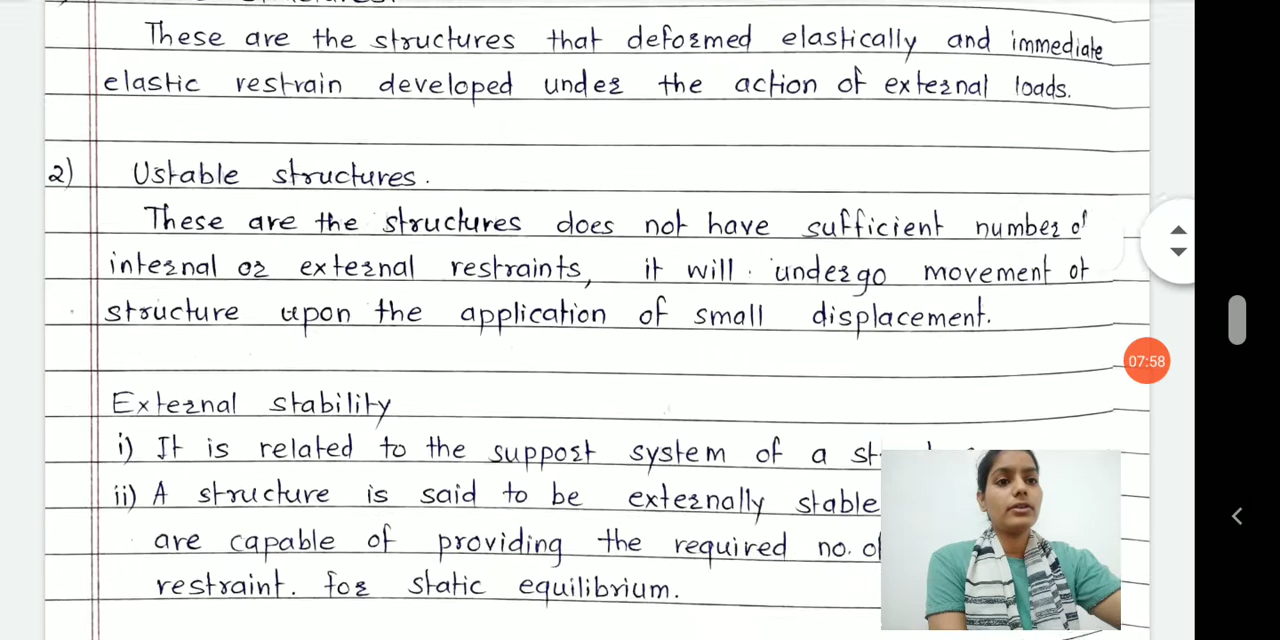 These are the structures that deformed elastically and immediate
elastic restrain developed under the action of external loads.
2) Ustable structures.
These are the structures does not have sufficient number of
internal or external restraints, it will undergo movement of
structure upon the application of small displacement.
07:58
External stability
i) It is related to the support system of a
ii) A structure is said to be externally stable
are capable of providing the required no. of
restraint. for static equilibrium.